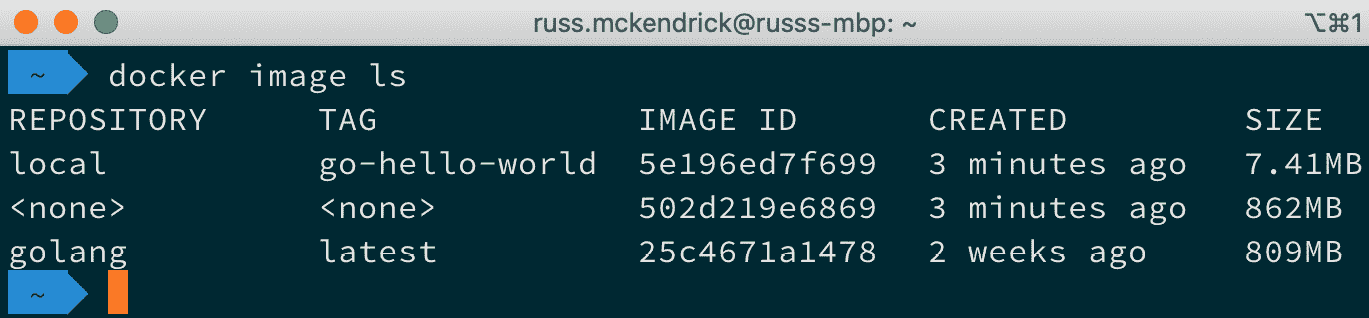 russ.mckendrick@russs-mbp: ~ ⌥⌘1
~ docker image ls
REPOSITORY TAG IMAGE ID CREATED SIZE
local go-hello-world 5e196ed7f699 3 minutes ago 7.41MB
<none> <none> 502d219e6869 3 minutes ago 862MB
golang latest 25c4671a1478 2 weeks ago 809MB
~